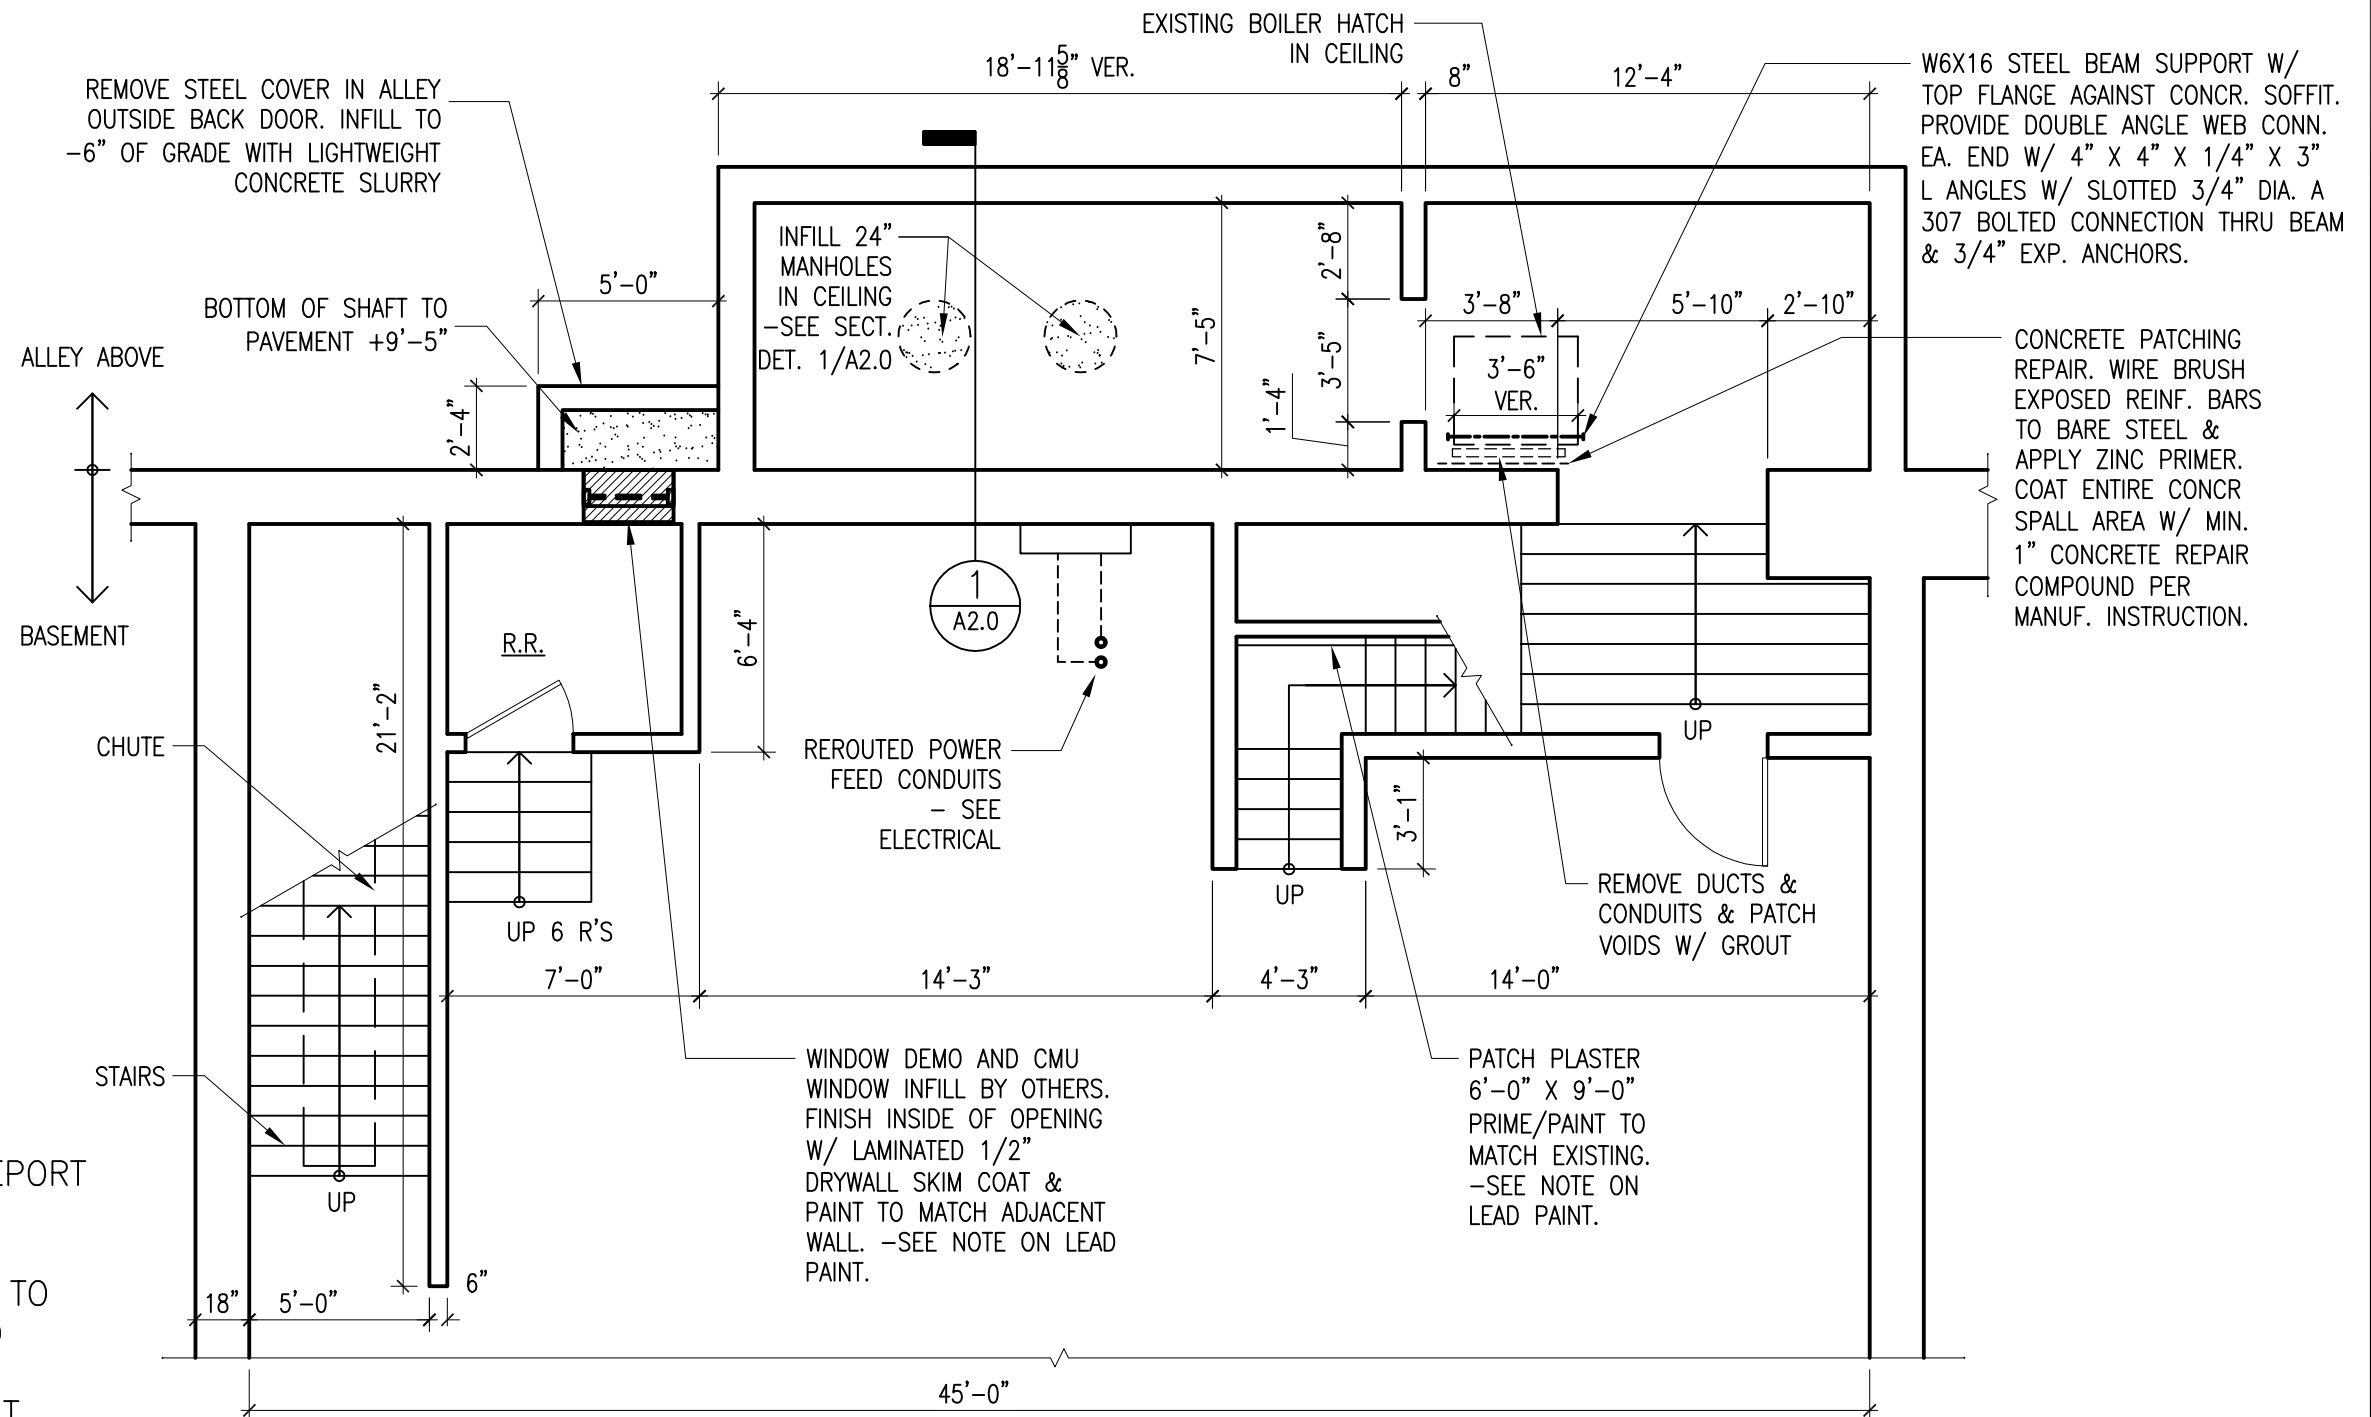 EXISTING BOILER HATCH
IN CEILING
18'-11 5/8" VER.
8"
12'-4"
REMOVE STEEL COVER IN ALLEY
OUTSIDE BACK DOOR. INFILL TO
-6" OF GRADE WITH LIGHTWEIGHT
CONCRETE SLURRY
W6X16 STEEL BEAM SUPPORT W/
TOP FLANGE AGAINST CONCR. SOFFIT.
PROVIDE DOUBLE ANGLE WEB CONN.
EA. END W/ 4" X 4" X 1/4" X 3"
L ANGLES W/ SLOTTED 3/4" DIA. A
307 BOLTED CONNECTION THRU BEAM
& 3/4" EXP. ANCHORS.
INFILL 24"
MANHOLES
IN CEILING
-SEE SECT.
DET. 1/A2.0
5'-0"
BOTTOM OF SHAFT TO
PAVEMENT +9'-5"
2'-8"
3'-5"
7'-5"
1'-4"
3'-8"
5'-10"
2'-10"
3'-6"
VER.
ALLEY ABOVE
2'-4"
BASEMENT
CONCRETE PATCHING
REPAIR. WIRE BRUSH
EXPOSED REINF. BARS
TO BARE STEEL &
APPLY ZINC PRIMER.
COAT ENTIRE CONCR
SPALL AREA W/ MIN.
1" CONCRETE REPAIR
COMPOUND PER
MANUF. INSTRUCTION.
R.R.
6'-4"
1
A2.0
21'-2"
CHUTE
REROUTED POWER
FEED CONDUITS
- SEE
ELECTRICAL
UP
3'-1"
UP
UP 6 R'S
REMOVE DUCTS &
CONDUITS & PATCH
VOIDS W/ GROUT
7'-0"
14'-3"
4'-3"
14'-0"
STAIRS
UP
WINDOW DEMO AND CMU
WINDOW INFILL BY OTHERS.
FINISH INSIDE OF OPENING
W/ LAMINATED 1/2"
DRYWALL SKIM COAT &
PAINT TO MATCH ADJACENT
WALL. -SEE NOTE ON LEAD
PAINT.
PATCH PLASTER
6'-0" X 9'-0"
PRIME/PAINT TO
MATCH EXISTING.
-SEE NOTE ON
LEAD PAINT.
TO
6"
18"
5'-0"
45'-0"